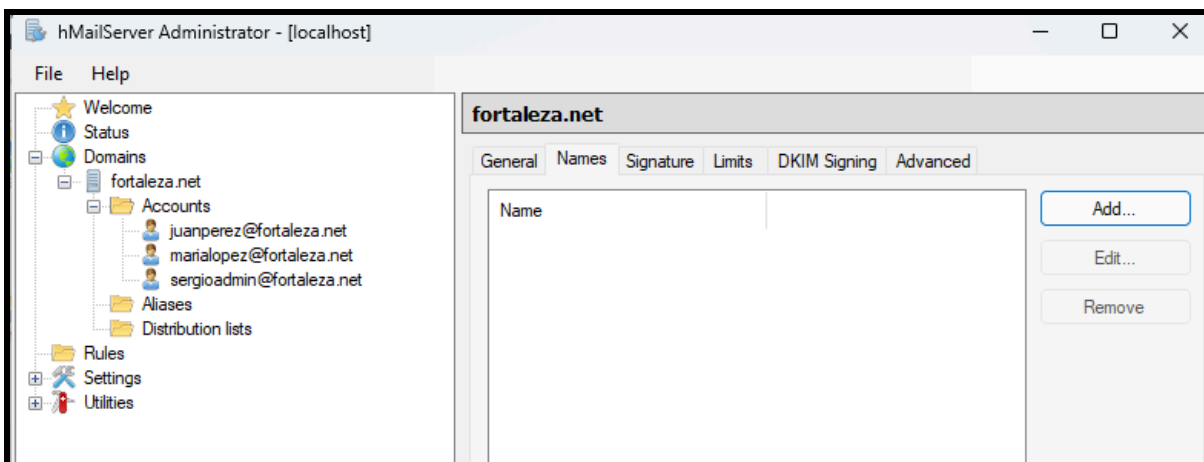 hMailServer Administrator - [localhost]
File Help
Welcome
Status
Domains
fortaleza.net
Accounts
juanperez@fortaleza.net
marialopez@fortaleza.net
sergioadmin@fortaleza.net
Aliases
Distribution lists
Rules
Settings
Utilities
fortaleza.net
General Names Signature Limits DKIM Signing Advanced
Name
Add...
Edit...
Remove